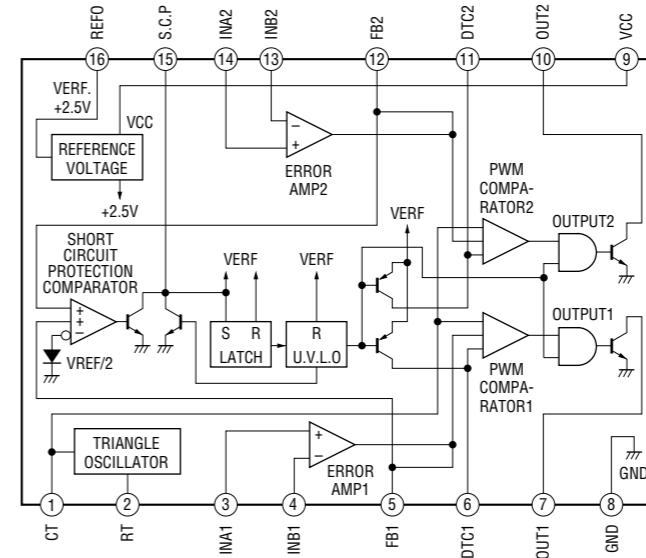 REFO
S.C.P
INA2
INB2
FB2
DTC2
OUT2
VCC
16
15
14
13
12
11
10
9
VERF.
+2.5V
VCC
REFERENCE
VOLTAGE
+2.5V
−
+
ERROR
AMP2
PWM
COMPA-
RATOR2
OUTPUT2
SHORT
CIRCUIT
PROTECTION
COMPARATOR
+
+
−
VREF/2
VERF
VERF
VERF
S R
LATCH
R
U.V.L.O
PWM
COMPA-
RATOR1
OUTPUT1
TRIANGLE
OSCILLATOR
+
−
ERROR
AMP1
GND
1
2
3
4
5
6
7
8
CT
RT
INA1
INB1
FB1
DTC1
OUT1
GND